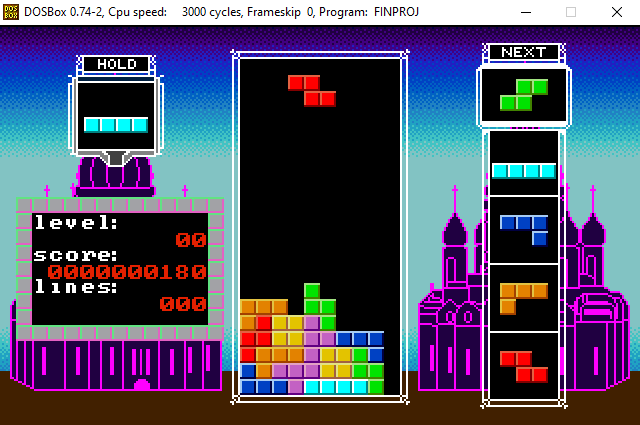 DOSBox 0.74-2, Cpu speed:    3000 cycles, Frameskip  0, Program:  FINPROJ
HOLD
NEXT
level:
00
score:
0000000180
lines:
000